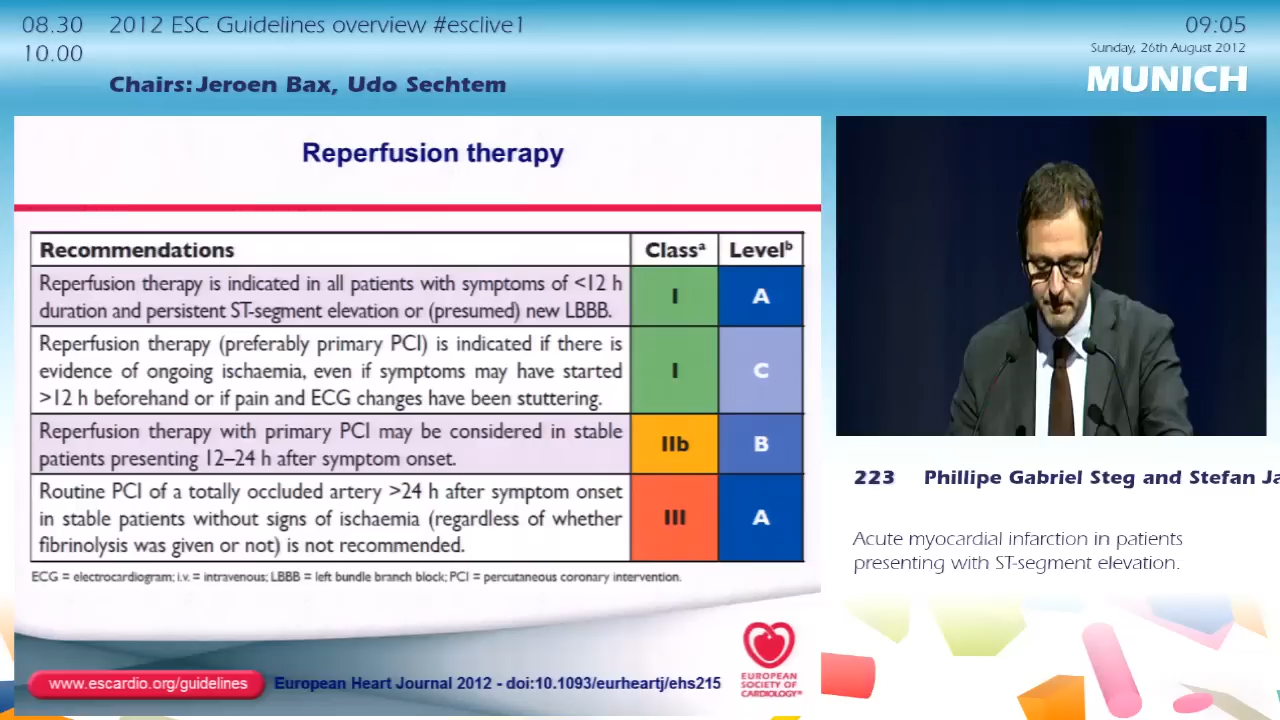 08.30 2012 ESC Guidelines overview #esclive1
10.00
Chairs: Jeroen Bax, Udo Sechtem
09:05
Sunday, 26th August 2012
MUNICH
Reperfusion therapy
Recommendations Classᵃ Levelᵇ
Reperfusion therapy is indicated in all patients with symptoms of <12 h
duration and persistent ST-segment elevation or (presumed) new LBBB.
I A
Reperfusion therapy (preferably primary PCI) is indicated if there is
evidence of ongoing ischaemia, even if symptoms may have started
>12 h beforehand or if pain and ECG changes have been stuttering.
I C
Reperfusion therapy with primary PCI may be considered in stable
patients presenting 12–24 h after symptom onset.
IIb B
Routine PCI of a totally occluded artery >24 h after symptom onset
in stable patients without signs of ischaemia (regardless of whether
fibrinolysis was given or not) is not recommended.
III A
ECG = electrocardiogram; i.v. = intravenous; LBBB = left bundle branch block; PCI = percutaneous coronary intervention.
www.escardio.org/guidelines
European Heart Journal 2012 - doi:10.1093/eurheartj/ehs215
EUROPEAN
SOCIETY OF
CARDIOLOGY®
223 Phillipe Gabriel Steg and Stefan Ja
Acute myocardial infarction in patients
presenting with ST-segment elevation.